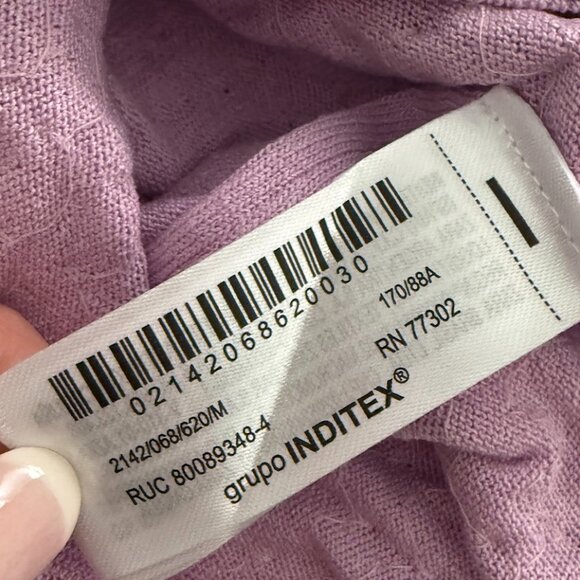 02142068620030
2142/068/620/M
170/88A
RUC 80089348-4
RN 77302
grupo INDITEX®